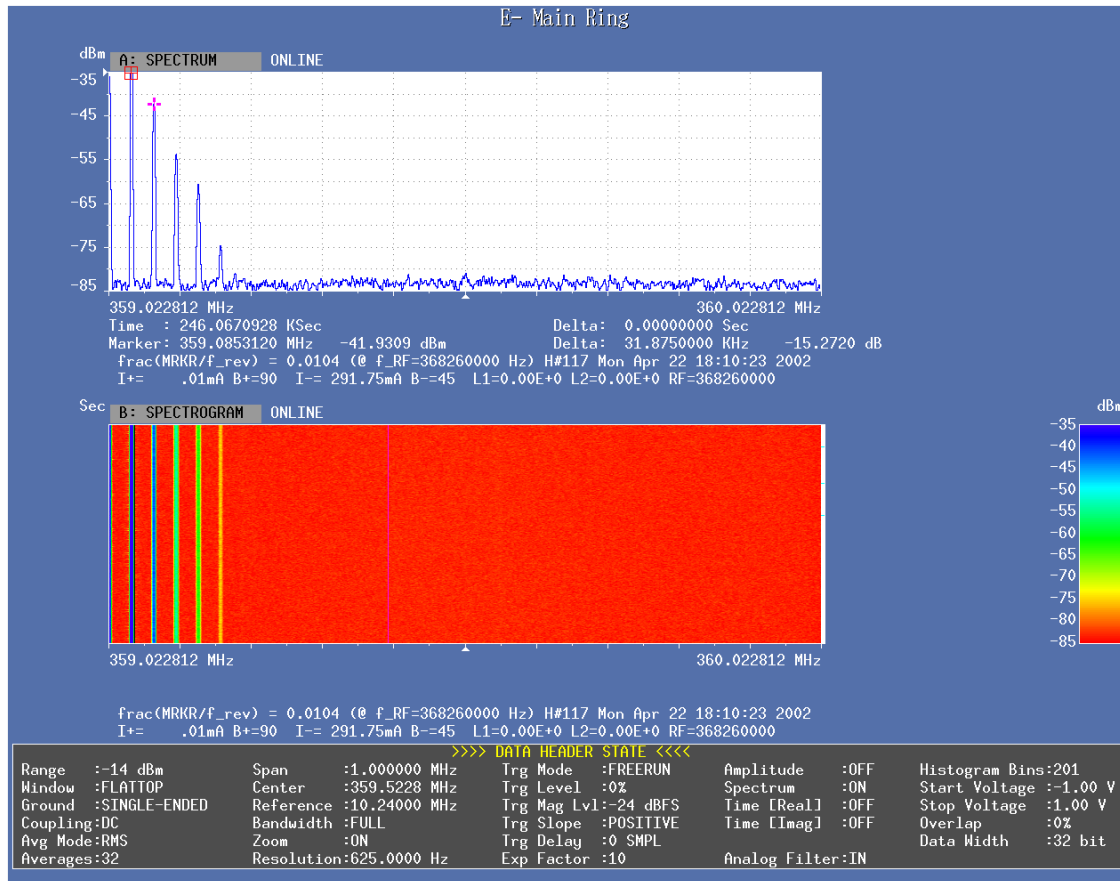 E- Main Ring
dBm A: SPECTRUM ONLINE
-35
-45
-55
-65
-75
-85
359.022812 MHz 360.022812 MHz
Time : 246.0670928 KSec Delta: 0.00000000 Sec
Marker: 359.0853120 MHz -41.9309 dBm Delta: 31.8750000 KHz -15.2720 dB
frac(MRKR/f_rev) = 0.0104 (@ f_RF=368260000 Hz) H#117 Mon Apr 22 18:10:23 2002
I+= .01mA B+=90 I-= 291.75mA B-=45 L1=0.00E+0 L2=0.00E+0 RF=368260000
Sec B: SPECTROGRAM ONLINE dBm
-35
-40
-45
-50
-55
-60
-65
-70
-75
-80
-85
359.022812 MHz 360.022812 MHz
frac(MRKR/f_rev) = 0.0104 (@ f_RF=368260000 Hz) H#117 Mon Apr 22 18:10:23 2002
I+= .01mA B+=90 I-= 291.75mA B-=45 L1=0.00E+0 L2=0.00E+0 RF=368260000
>>>> DATA HEADER STATE <<<<
Range :-14 dBm Span :1.000000 MHz Trg Mode :FREERUN Amplitude :OFF Histogram Bins:201
Window :FLATTOP Center :359.5228 MHz Trg Level :0% Spectrum :ON Start Voltage :-1.00 V
Ground :SINGLE-ENDED Reference :10.24000 MHz Trg Mag Lvl:-24 dBFS Time [Real] :OFF Stop Voltage :1.00 V
Coupling:DC Bandwidth :FULL Trg Slope :POSITIVE Time [Imag] :OFF Overlap :0%
Avg Mode:RMS Zoom :ON Trg Delay :0 SMPL Data Width :32 bit
Averages:32 Resolution:625.0000 Hz Exp Factor :10 Analog Filter:IN